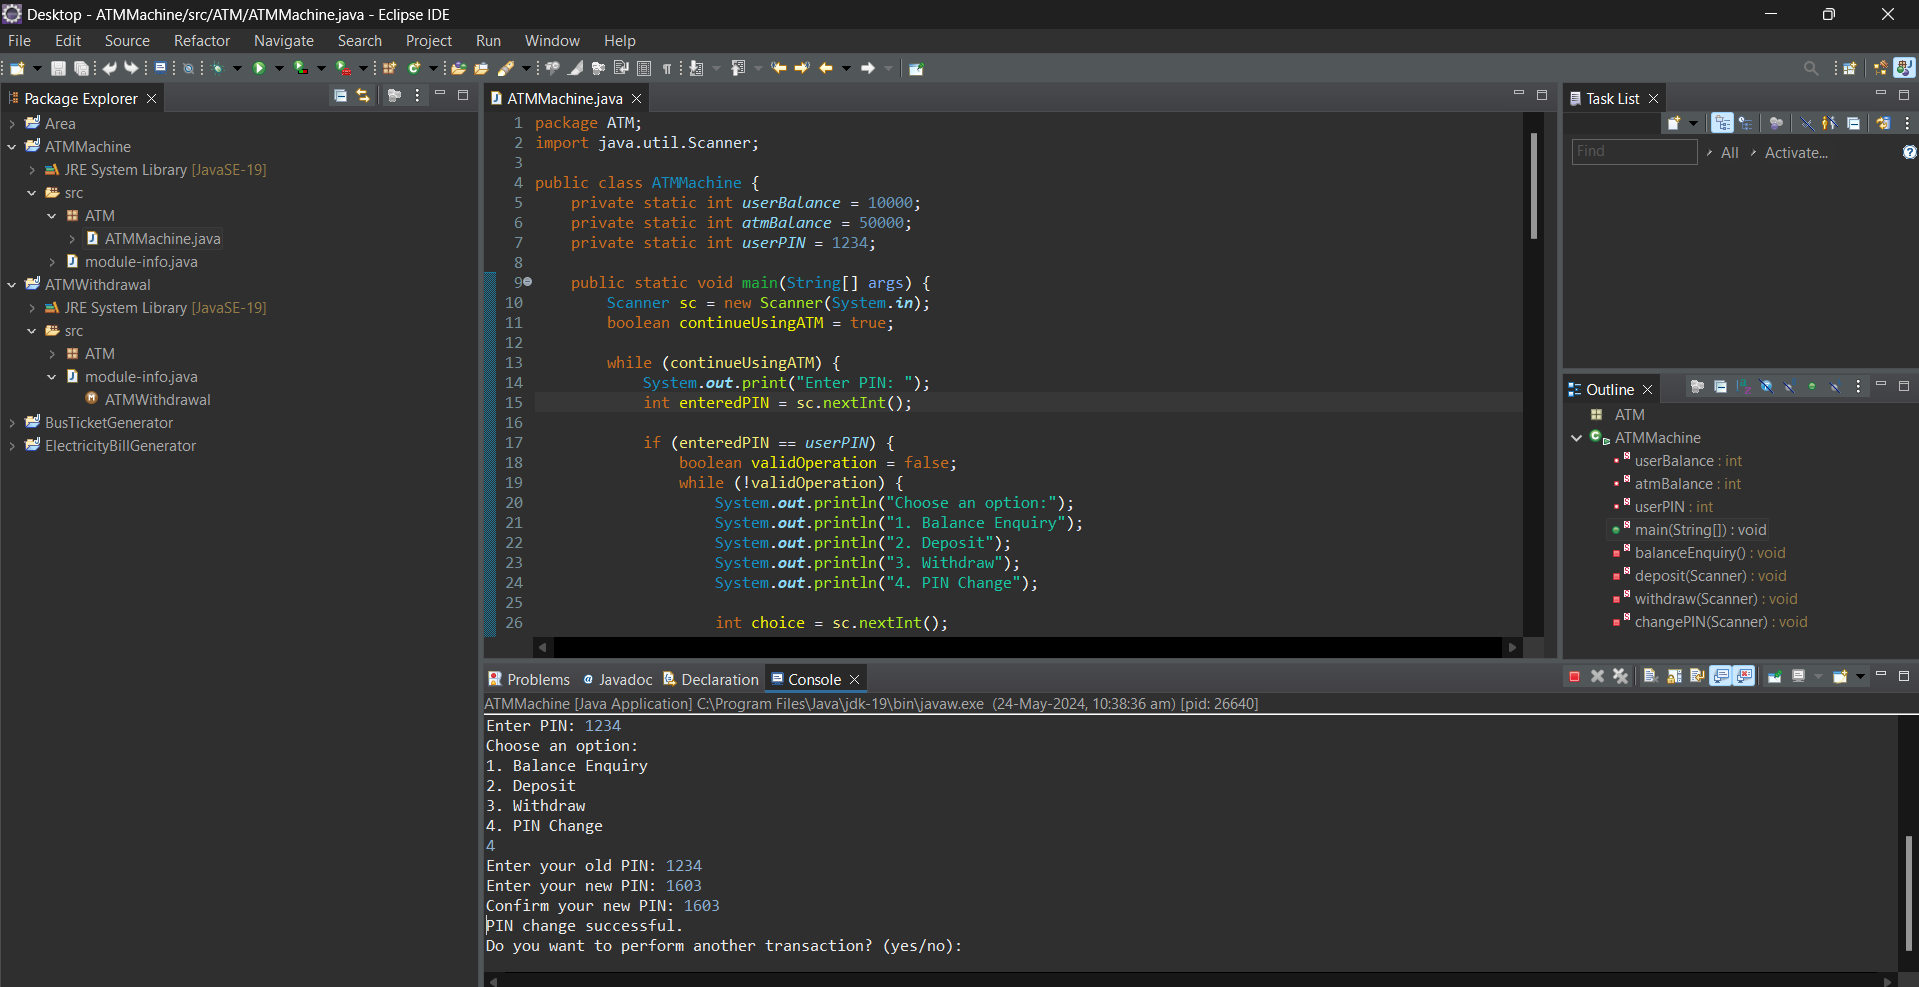 Desktop - ATMMachine/src/ATM/ATMMachine.java - Eclipse IDE
File Edit Source Refactor Navigate Search Project Run Window Help
Package Explorer
Area
ATMMachine
JRE System Library [JavaSE-19]
src
ATM
ATMMachine.java
module-info.java
ATMWithdrawal
JRE System Library [JavaSE-19]
src
ATM
module-info.java
ATMWithdrawal
BusTicketGenerator
ElectricityBillGenerator
ATMMachine.java
1 package ATM;
2 import java.util.Scanner;
3
4 public class ATMMachine {
5 private static int userBalance = 10000;
6 private static int atmBalance = 50000;
7 private static int userPIN = 1234;
8
9 public static void main(String[] args) {
10 Scanner sc = new Scanner(System.in);
11 boolean continueUsingATM = true;
12
13 while (continueUsingATM) {
14 System.out.print("Enter PIN: ");
15 int enteredPIN = sc.nextInt();
16
17 if (enteredPIN == userPIN) {
18 boolean validOperation = false;
19 while (!validOperation) {
20 System.out.println("Choose an option:");
21 System.out.println("1. Balance Enquiry");
22 System.out.println("2. Deposit");
23 System.out.println("3. Withdraw");
24 System.out.println("4. PIN Change");
25
26 int choice = sc.nextInt();
Task List
Find All Activate...
Outline
ATM
ATMMachine
userBalance : int
atmBalance : int
userPIN : int
main(String[]) : void
balanceEnquiry() : void
deposit(Scanner) : void
withdraw(Scanner) : void
changePIN(Scanner) : void
Problems Javadoc Declaration Console
ATMMachine [Java Application] C:\Program Files\Java\jdk-19\bin\javaw.exe (24-May-2024, 10:38:36 am) [pid: 26640]
Enter PIN: 1234
Choose an option:
1. Balance Enquiry
2. Deposit
3. Withdraw
4. PIN Change
4
Enter your old PIN: 1234
Enter your new PIN: 1603
Confirm your new PIN: 1603
PIN change successful.
Do you want to perform another transaction? (yes/no):